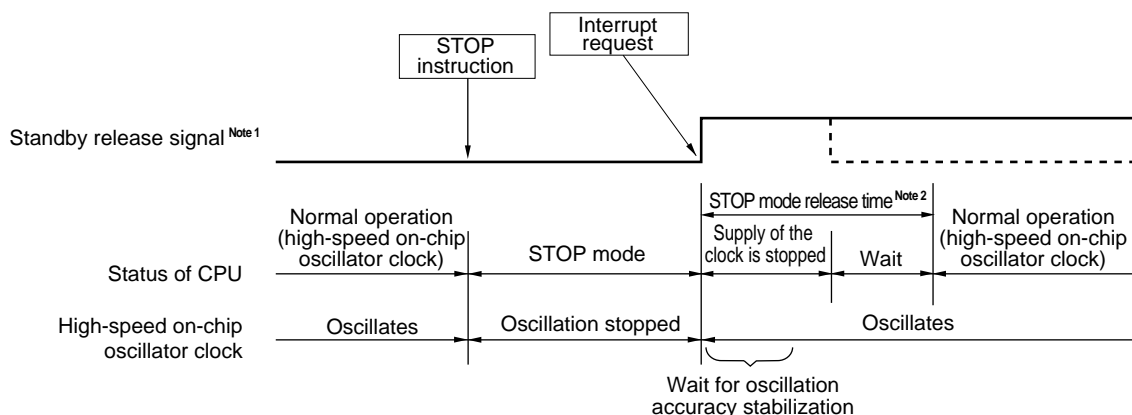 STOP
instruction
Interrupt
request
Standby release signal Note 1
STOP mode release time Note 2
Normal operation
(high-speed on-chip
oscillator clock)
Supply of the
clock is stopped
Normal operation
(high-speed on-chip
oscillator clock)
Status of CPU
STOP mode
Wait
High-speed on-chip
oscillator clock
Oscillates
Oscillation stopped
Oscillates
Wait for oscillation
accuracy stabilization